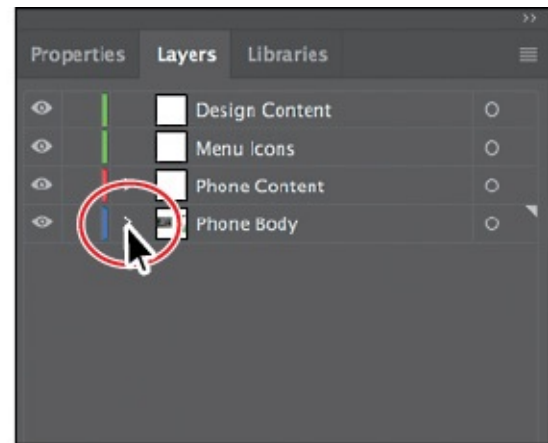 Properties Layers Libraries
Design Content
Menu Icons
Phone Content
Phone Body